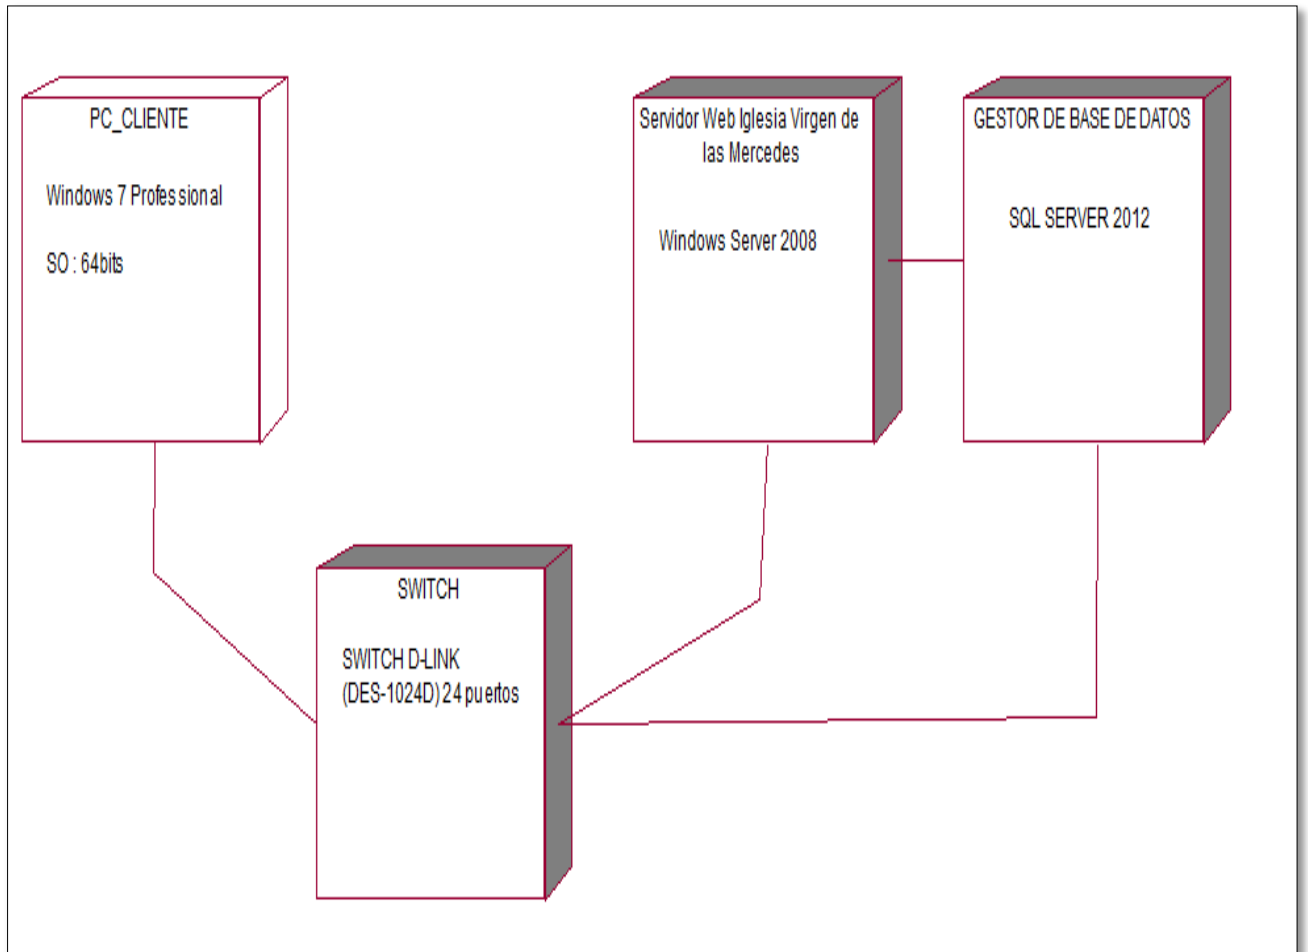 PC_CLIENTE
Windows 7 Professional
SO : 64bits
Servidor Web Iglesia Virgen de
las Mercedes
Windows Server 2008
GESTOR DE BASE DE DATOS
SQL SERVER 2012
SWITCH
SWITCH D-LINK
(DES-1024D) 24 puertos